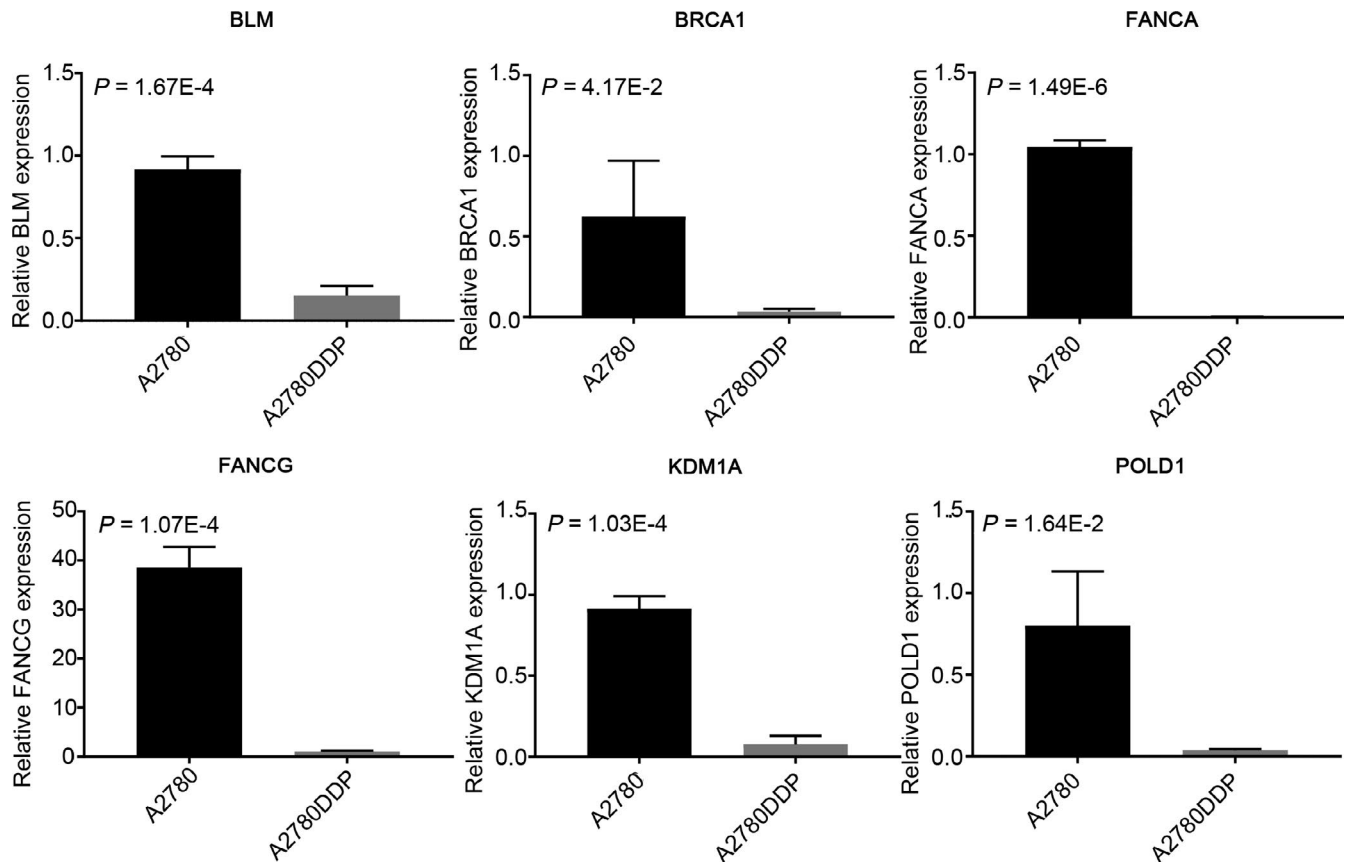 BLM
BRCA1
FANCA
Relative BLM expression
1.5
1.0
0.5
0.0
P = 1.67E-4
A2780
A2780DDP
Relative BRCA1 expression
1.5
1.0
0.5
0.0
P = 4.17E-2
A2780
A2780DDP
Relative FANCA expression
1.5
1.0
0.5
0.0
P = 1.49E-6
A2780
A2780DDP
FANCG
KDM1A
POLD1
Relative FANCG expression
50
40
30
20
10
0
P = 1.07E-4
A2780
A2780DDP
Relative KDM1A expression
1.5
1.0
0.5
0.0
P = 1.03E-4
A2780
A2780DDP
Relative POLD1 expression
1.5
1.0
0.5
0.0
P = 1.64E-2
A2780
A2780DDP